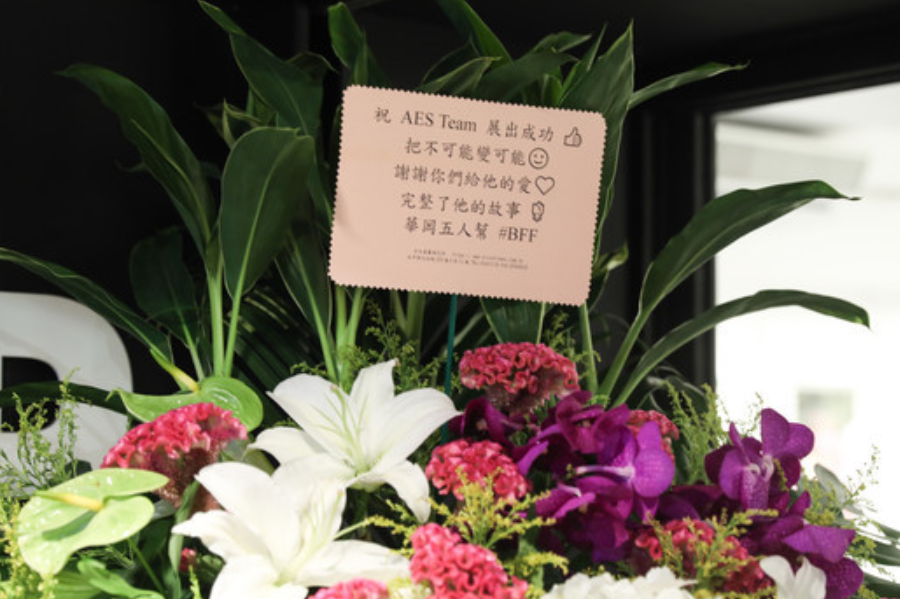 祝 AES Team 展出成功 👍
把不可能變可能☺
謝謝你們給他的愛♡
完整了他的故事
華岡五人幫 #BFF